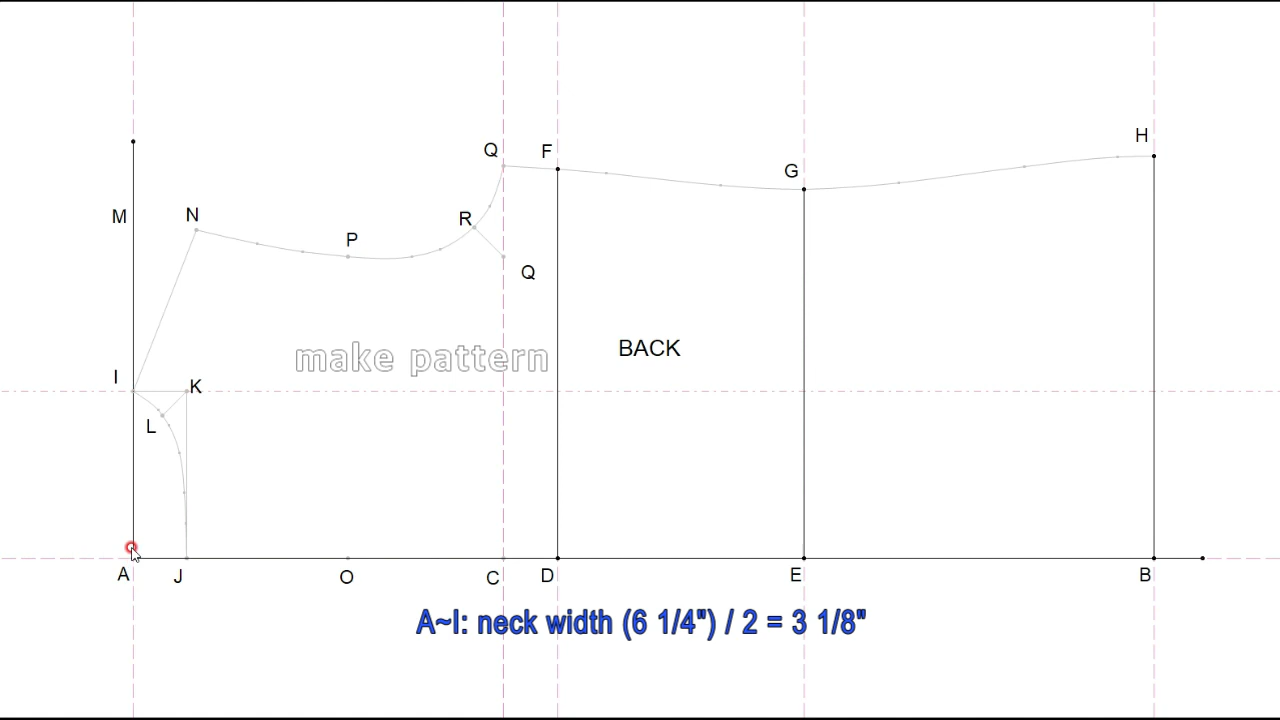 H
Q F
G
M N
R
P
Q
make pattern BACK
I K
L
A J O C D E B
A~I: neck width (6 1/4") / 2 = 3 1/8"